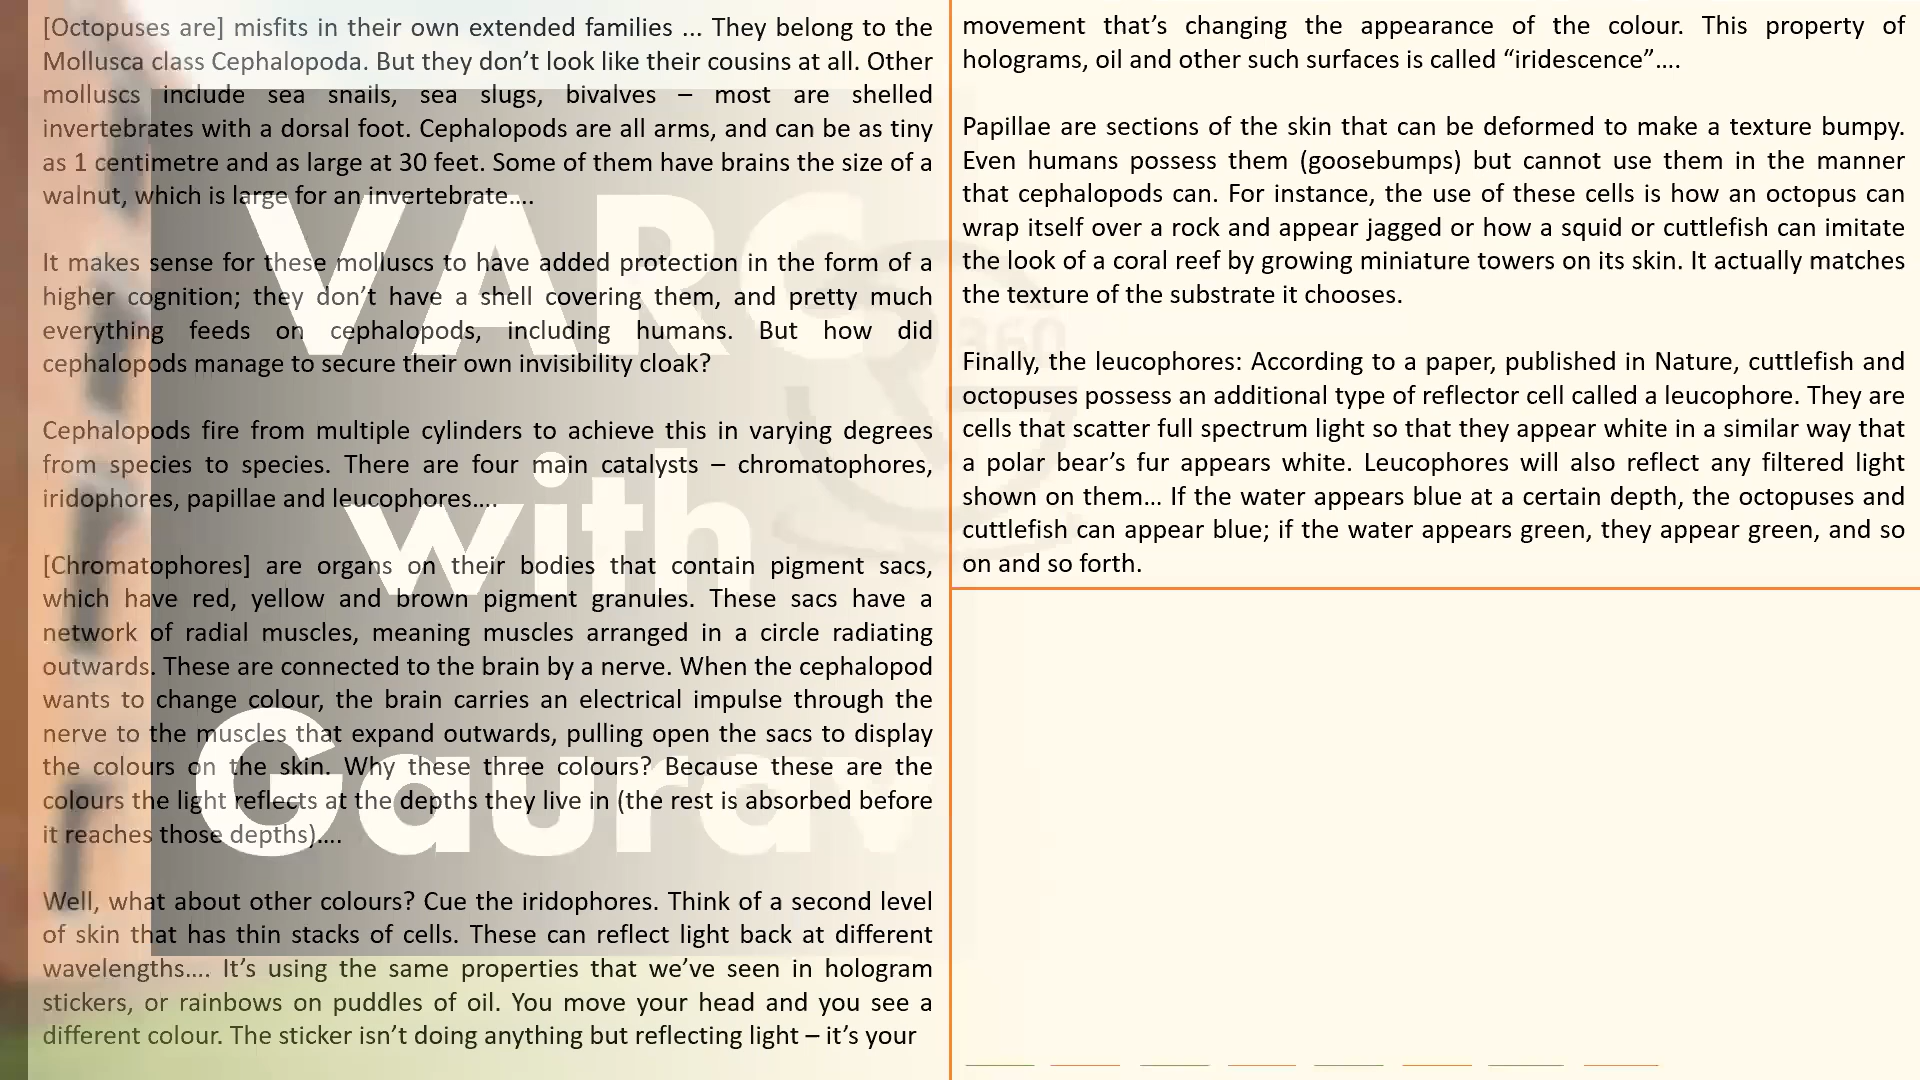 [Octopuses are] misfits in their own extended families ... They belong to the
Mollusca class Cephalopoda. But they don’t look like their cousins at all. Other
molluscs include sea snails, sea slugs, bivalves – most are shelled
invertebrates with a dorsal foot. Cephalopods are all arms, and can be as tiny
as 1 centimetre and as large at 30 feet. Some of them have brains the size of a
walnut, which is large for an invertebrate….
It makes sense for these molluscs to have added protection in the form of a
higher cognition; they don’t have a shell covering them, and pretty much
everything feeds on cephalopods, including humans. But how did
cephalopods manage to secure their own invisibility cloak?
Cephalopods fire from multiple cylinders to achieve this in varying degrees
from species to species. There are four main catalysts – chromatophores,
iridophores, papillae and leucophores….
[Chromatophores] are organs on their bodies that contain pigment sacs,
which have red, yellow and brown pigment granules. These sacs have a
network of radial muscles, meaning muscles arranged in a circle radiating
outwards. These are connected to the brain by a nerve. When the cephalopod
wants to change colour, the brain carries an electrical impulse through the
nerve to the muscles that expand outwards, pulling open the sacs to display
the colours on the skin. Why these three colours? Because these are the
colours the light reflects at the depths they live in (the rest is absorbed before
it reaches those depths)….
Well, what about other colours? Cue the iridophores. Think of a second level
of skin that has thin stacks of cells. These can reflect light back at different
wavelengths…. It’s using the same properties that we’ve seen in hologram
stickers, or rainbows on puddles of oil. You move your head and you see a
different colour. The sticker isn’t doing anything but reflecting light – it’s your
movement that’s changing the appearance of the colour. This property of
holograms, oil and other such surfaces is called “iridescence”….
Papillae are sections of the skin that can be deformed to make a texture bumpy.
Even humans possess them (goosebumps) but cannot use them in the manner
that cephalopods can. For instance, the use of these cells is how an octopus can
wrap itself over a rock and appear jagged or how a squid or cuttlefish can imitate
the look of a coral reef by growing miniature towers on its skin. It actually matches
the texture of the substrate it chooses.
Finally, the leucophores: According to a paper, published in Nature, cuttlefish and
octopuses possess an additional type of reflector cell called a leucophore. They are
cells that scatter full spectrum light so that they appear white in a similar way that
a polar bear’s fur appears white. Leucophores will also reflect any filtered light
shown on them… If the water appears blue at a certain depth, the octopuses and
cuttlefish can appear blue; if the water appears green, they appear green, and so
on and so forth.
VARC
with
Gaurav
360